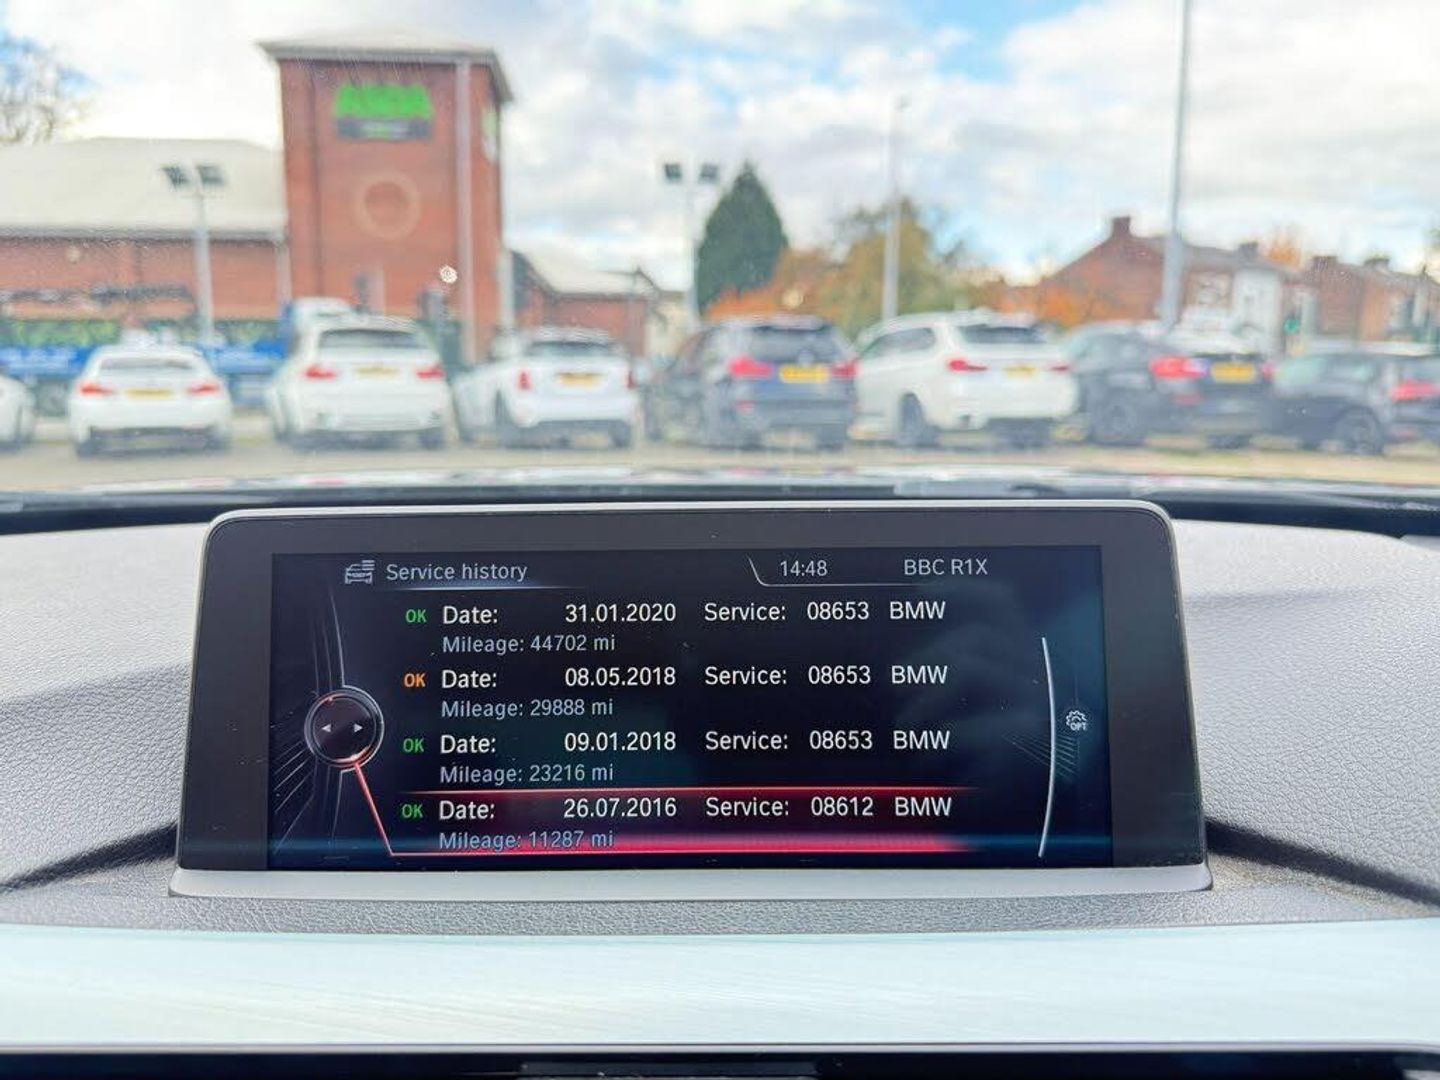 ASDA
Service history 14:48 BBC R1X
OK Date: 31.01.2020 Service: 08653 BMW
Mileage: 44702 mi
OK Date: 08.05.2018 Service: 08653 BMW
Mileage: 29888 mi
OPT
OK Date: 09.01.2018 Service: 08653 BMW
Mileage: 23216 mi
OK Date: 26.07.2016 Service: 08612 BMW
Mileage: 11287 mi